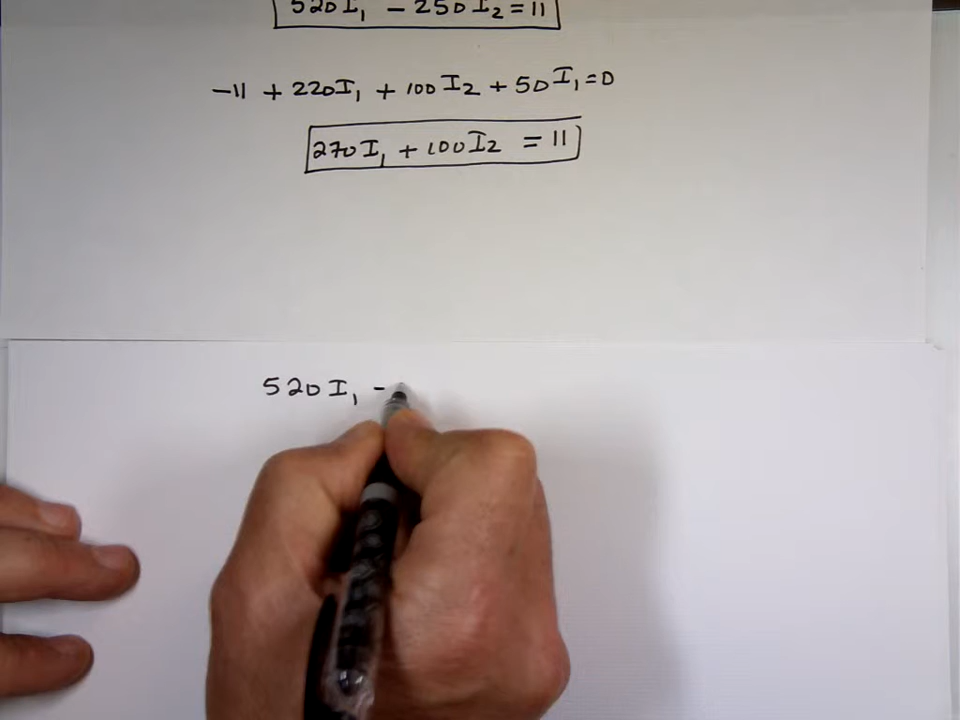 520I₁ - 250I₂ = 11
-11 + 220I₁ + 100I₂ + 50I₁ = 0
270I₁ + 100I₂ = 11
520I₁ -